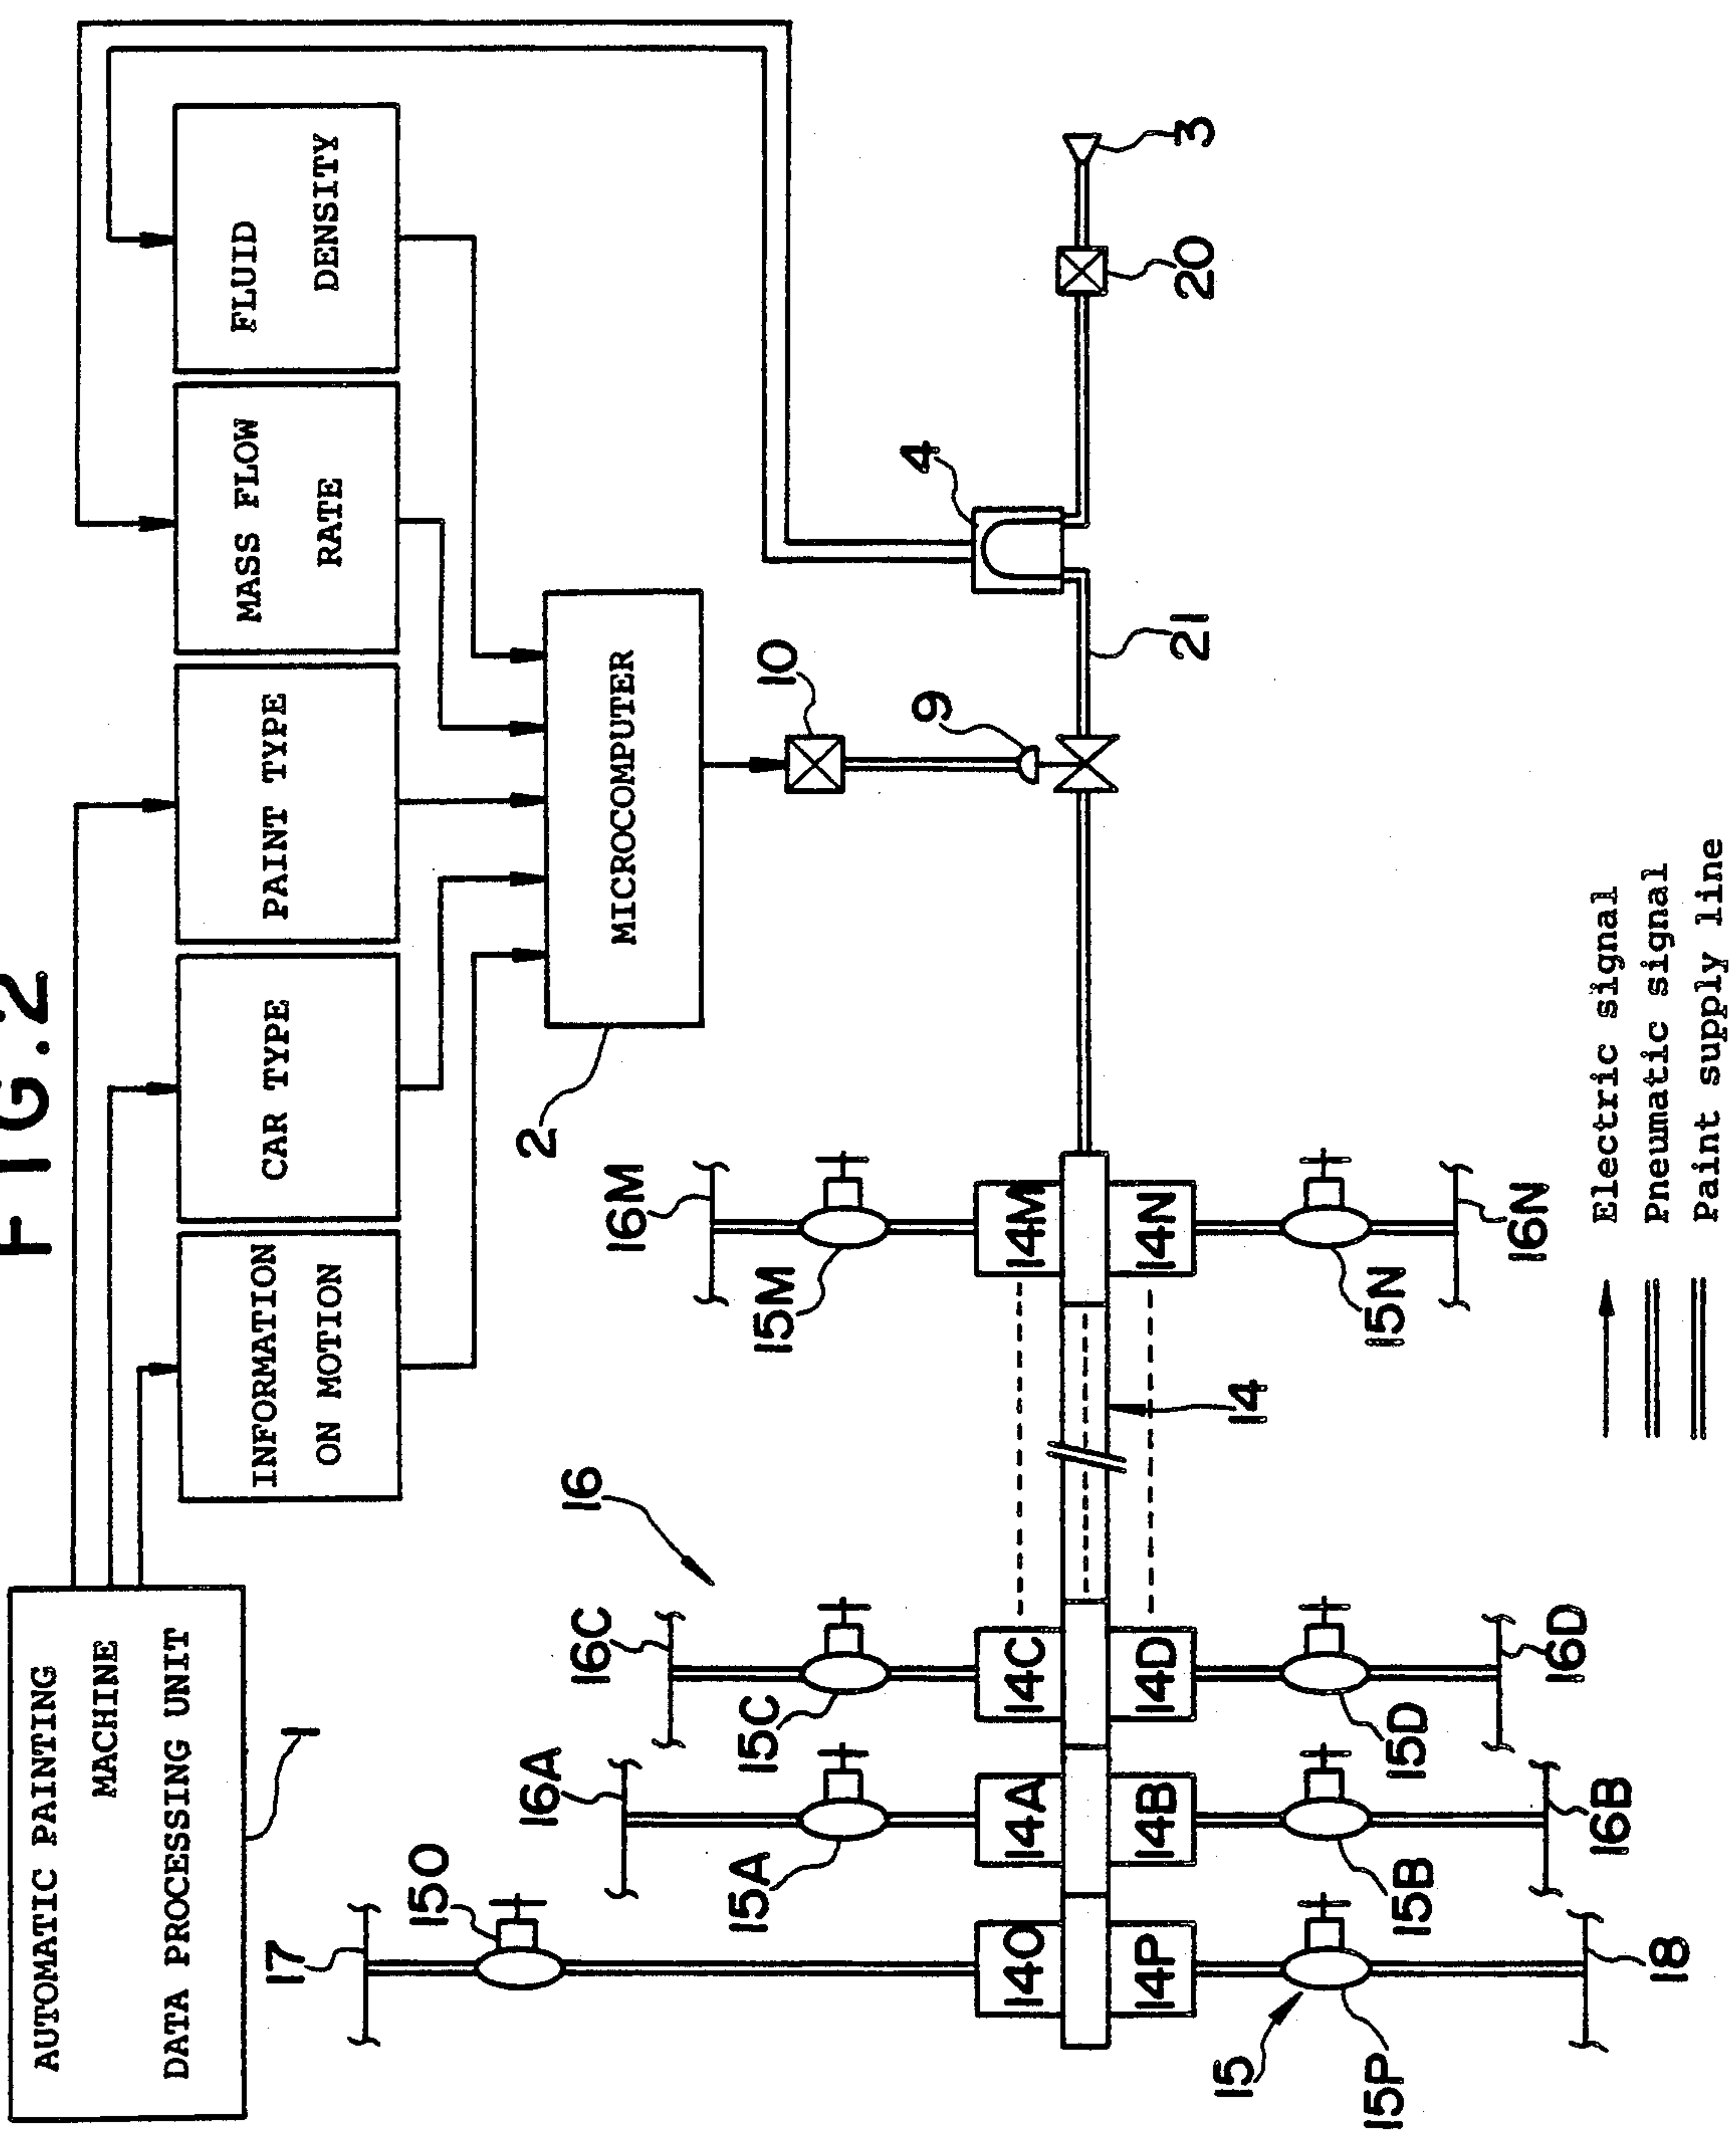 FIG.2
AUTOMATIC PAINTING
MACHINE
DATA PROCESSING UNIT
1
INFORMATION
ON MOTION
CAR TYPE
PAINT TYPE
MASS FLOW
RATE
FLUID
DENSITY
MICROCOMPUTER
2
10
9
4
21
20
3
17
15O
16A
15A
16C
15C
16
16M
15M
14O
14A
14C
14M
14P
14B
14D
14N
14
15
15P
15B
15D
15N
18
16B
16D
16N
Electric signal
Pneumatic signal
Paint supply line